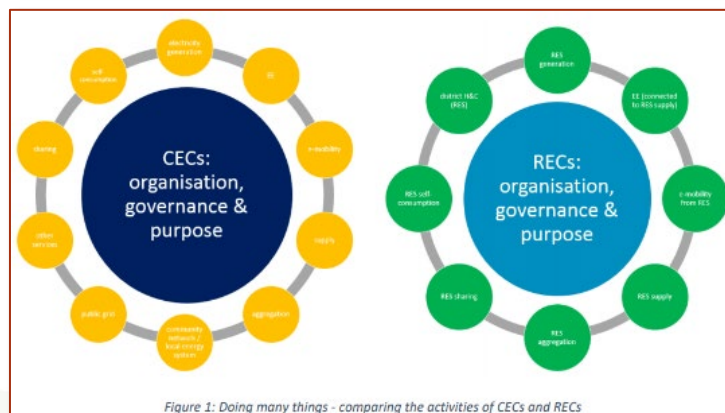 electricity
generation
EE
e-mobility
supply
aggregation
community
network /
local energy
system
public grid
other
services
sharing
self
consumption
CECs:
organisation,
governance &
purpose
RES
generation
EE (connected
to RES supply)
e-mobility
from RES
RES supply
RES
aggregation
RES sharing
RES self-
consumption
district H&C
(RES)
RECs:
organisation,
governance &
purpose
Figure 1: Doing many things - comparing the activities of CECs and RECs